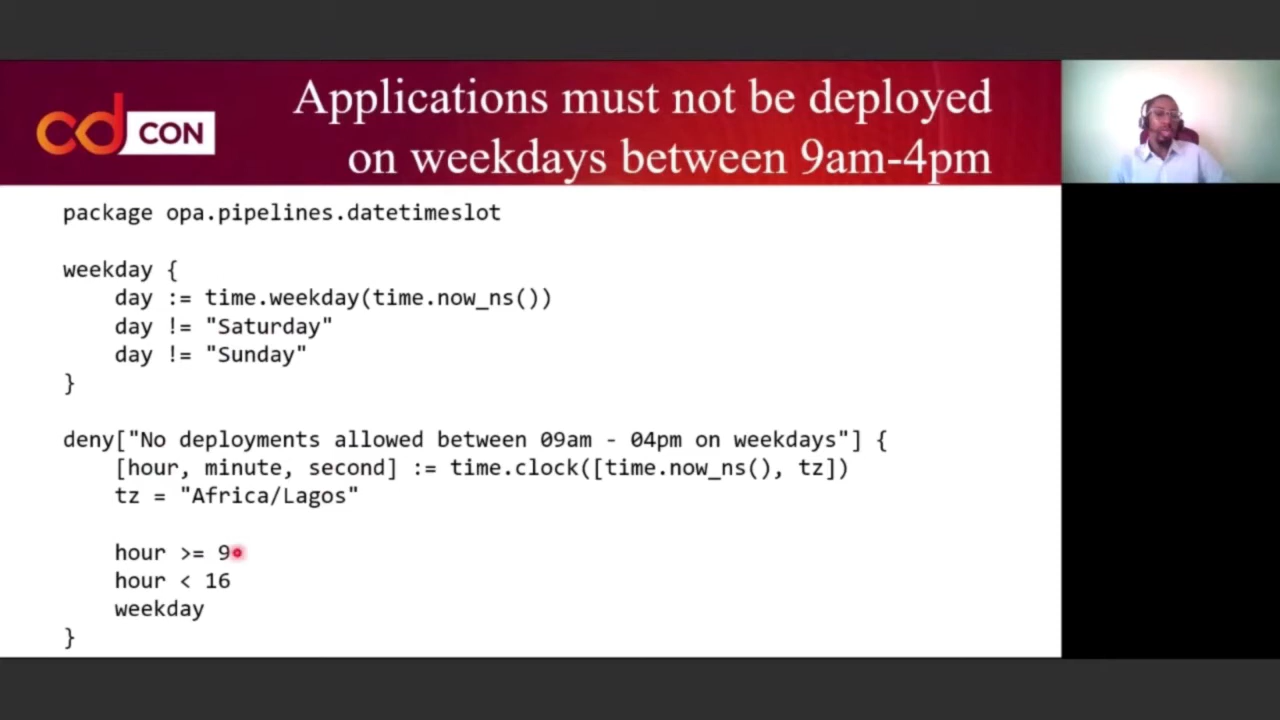 cd CON
Applications must not be deployed
on weekdays between 9am-4pm
package opa.pipelines.datetimeslot
weekday {
day := time.weekday(time.now_ns())
day != "Saturday"
day != "Sunday"
}
deny["No deployments allowed between 09am - 04pm on weekdays"] {
[hour, minute, second] := time.clock([time.now_ns(), tz])
tz = "Africa/Lagos"
hour >= 9
hour < 16
weekday
}